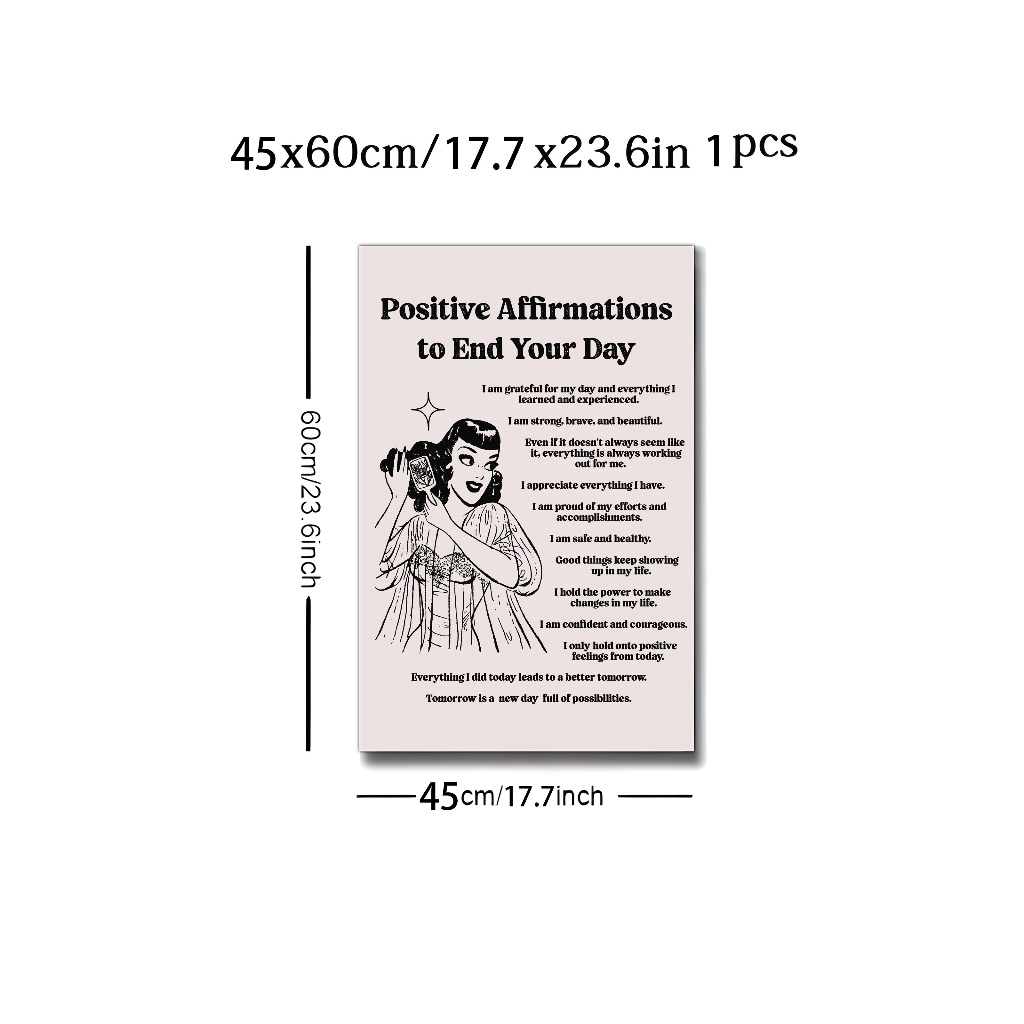 45x60cm/17.7 x23.6in 1pcs
Positive Affirmations
to End Your Day
I am grateful for my day and everything I
learned and experienced.
I am strong, brave, and beautiful.
Even if it doesn't always seem like
it, everything is always working
out for me.
I appreciate everything I have.
I am proud of my efforts and
accomplishments.
I am safe and healthy.
Good things keep showing
up in my life.
I hold the power to make
changes in my life.
I am confident and courageous.
I only hold onto positive
feelings from today.
Everything I did today leads to a better tomorrow.
Tomorrow is a new day full of possibilities.
60cm/23.6inch
45cm/17.7inch